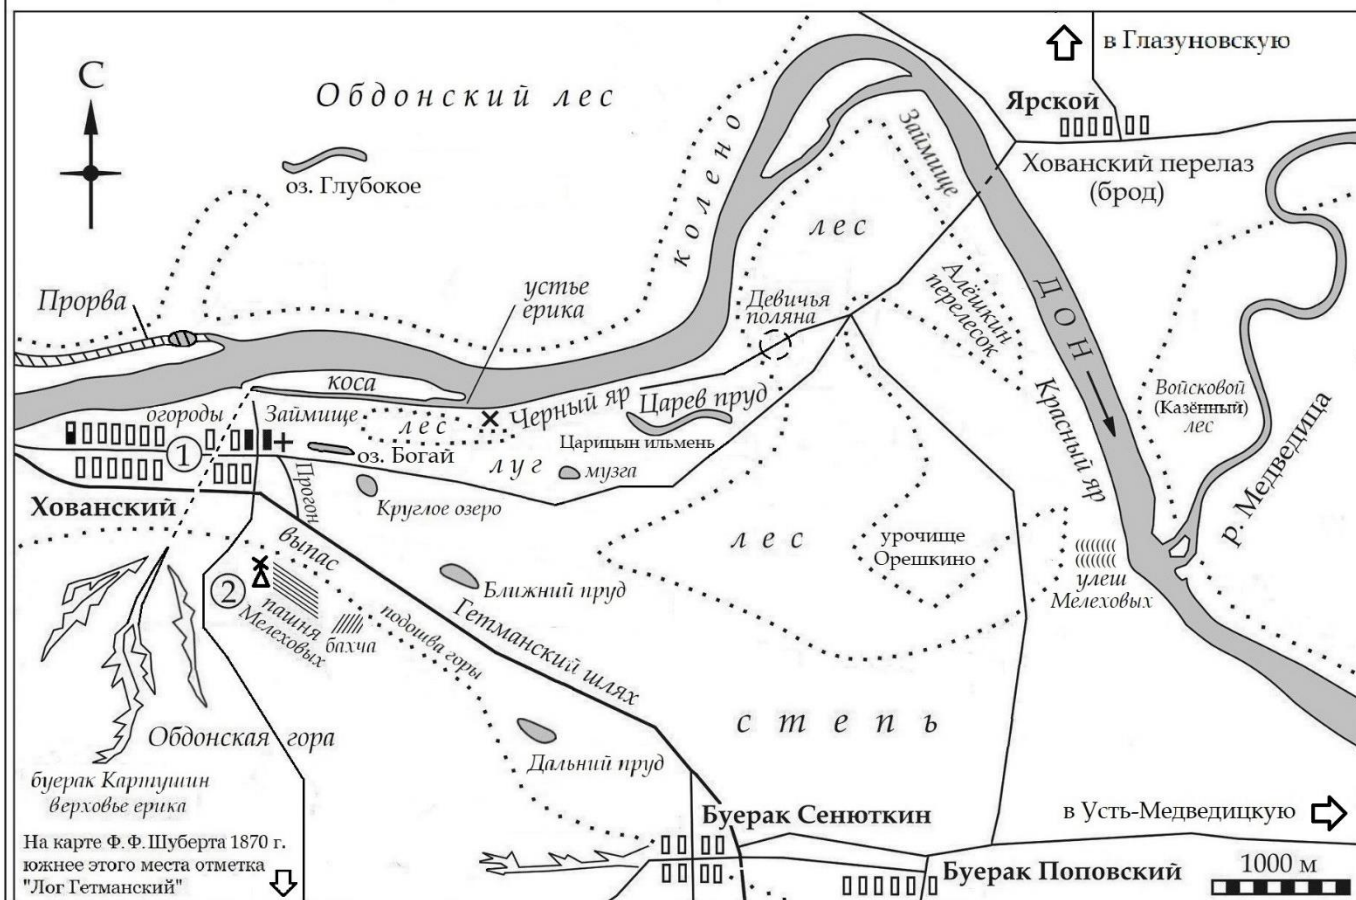 в Глазуновскую
С
Обдонский лес
Ярской
оз. Глубокое
колено
Займище
Хованский перелаз
(брод)
лес
Прорва
устье
ерика
Девичья
поляна
Алёшкин
перелесок
ДОН
коса
Войсковой
(Казённый)
лес
огороды
Займище
лес
Черный яр
Царев пруд
Красный яр
р. Медведица
1
оз. Богай
Царицын ильмень
луг
музга
Прогон
Хованский
Круглое озеро
выпас
лес
урочище
Орешкино
2
пашня
Мелеховых
бахча
подошва горы
Ближний пруд
Гетманский шлях
улеш
Мелеховых
степь
Обдонская гора
Дальний пруд
буерак Картушин
верховье ерика
Буерак Сенюткин
в Усть-Медведицкую
На карте Ф.Ф. Шуберта 1870 г.
южнее этого места отметка
"Лог Гетманский"
Буерак Поповский
1000 м